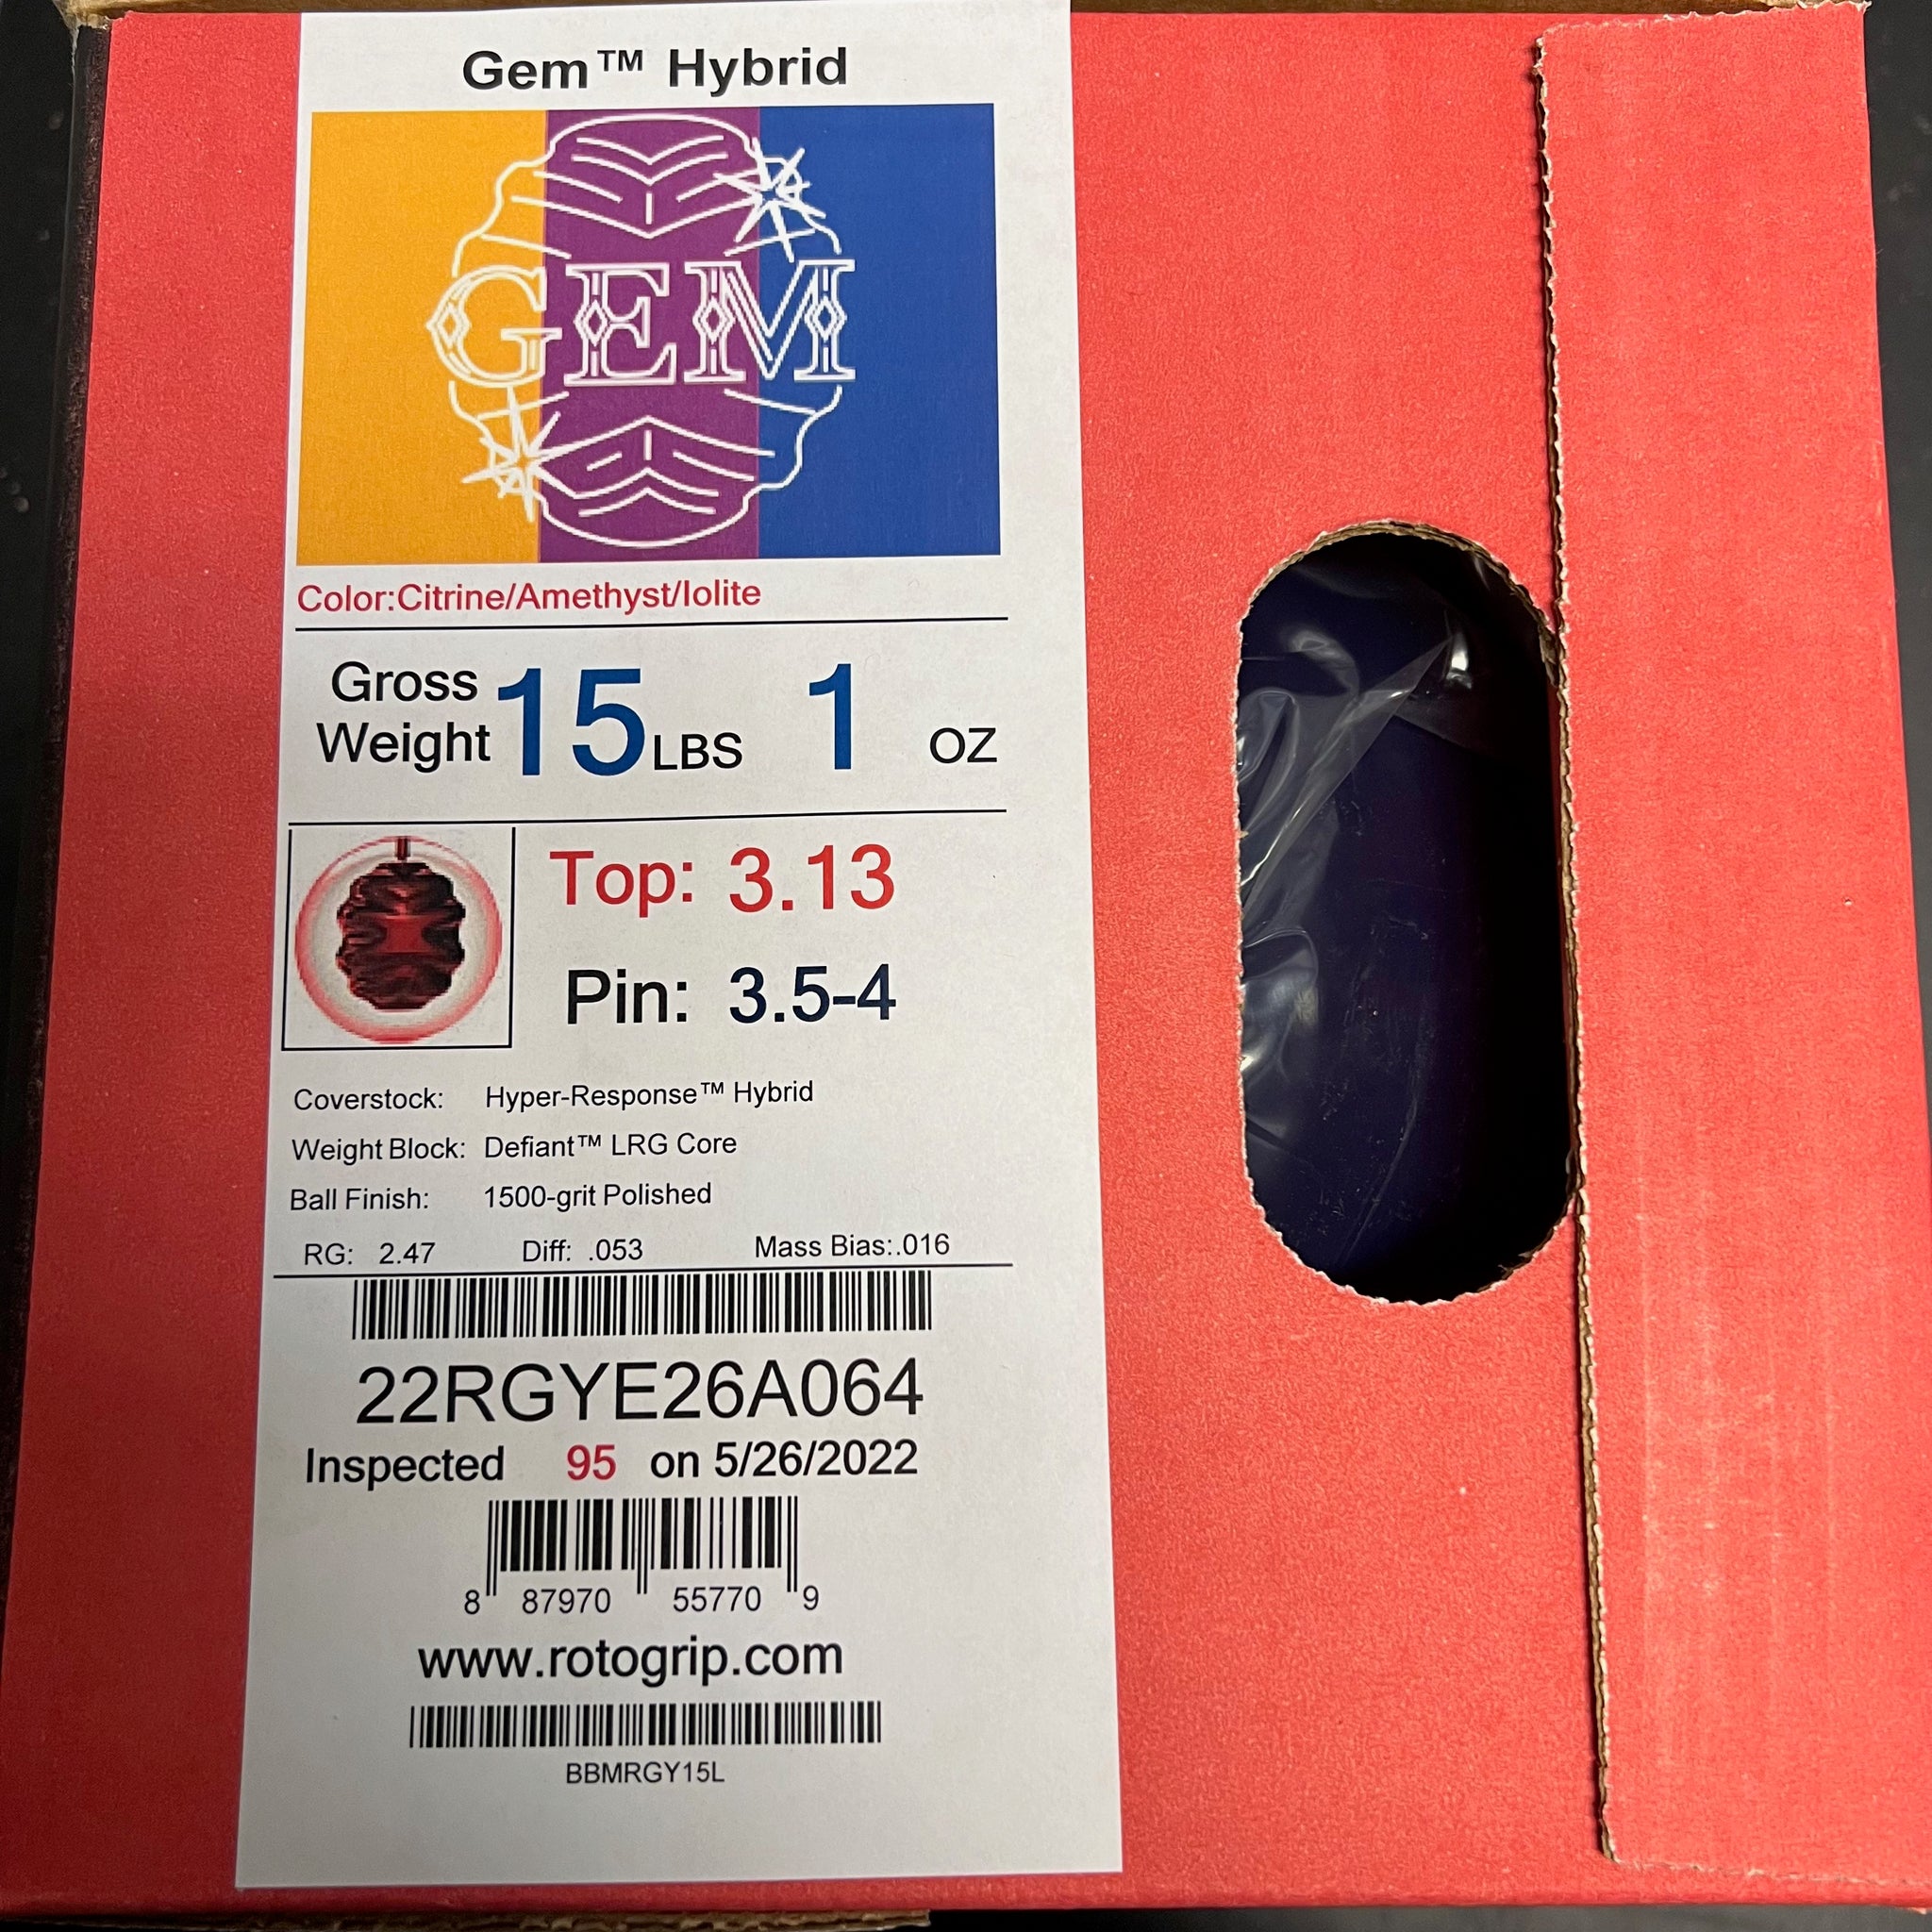 Gem™ Hybrid
GEM
Color:Citrine/Amethyst/Iolite
Gross Weight 15 LBS 1 OZ
Top: 3.13
Pin: 3.5-4
Coverstock: Hyper-Response™ Hybrid
Weight Block: Defiant™ LRG Core
Ball Finish: 1500-grit Polished
RG: 2.47 Diff: .053 Mass Bias:.016
22RGYE26A064
Inspected 95 on 5/26/2022
8 87970 55770 9
www.rotogrip.com
BBMRGY15L